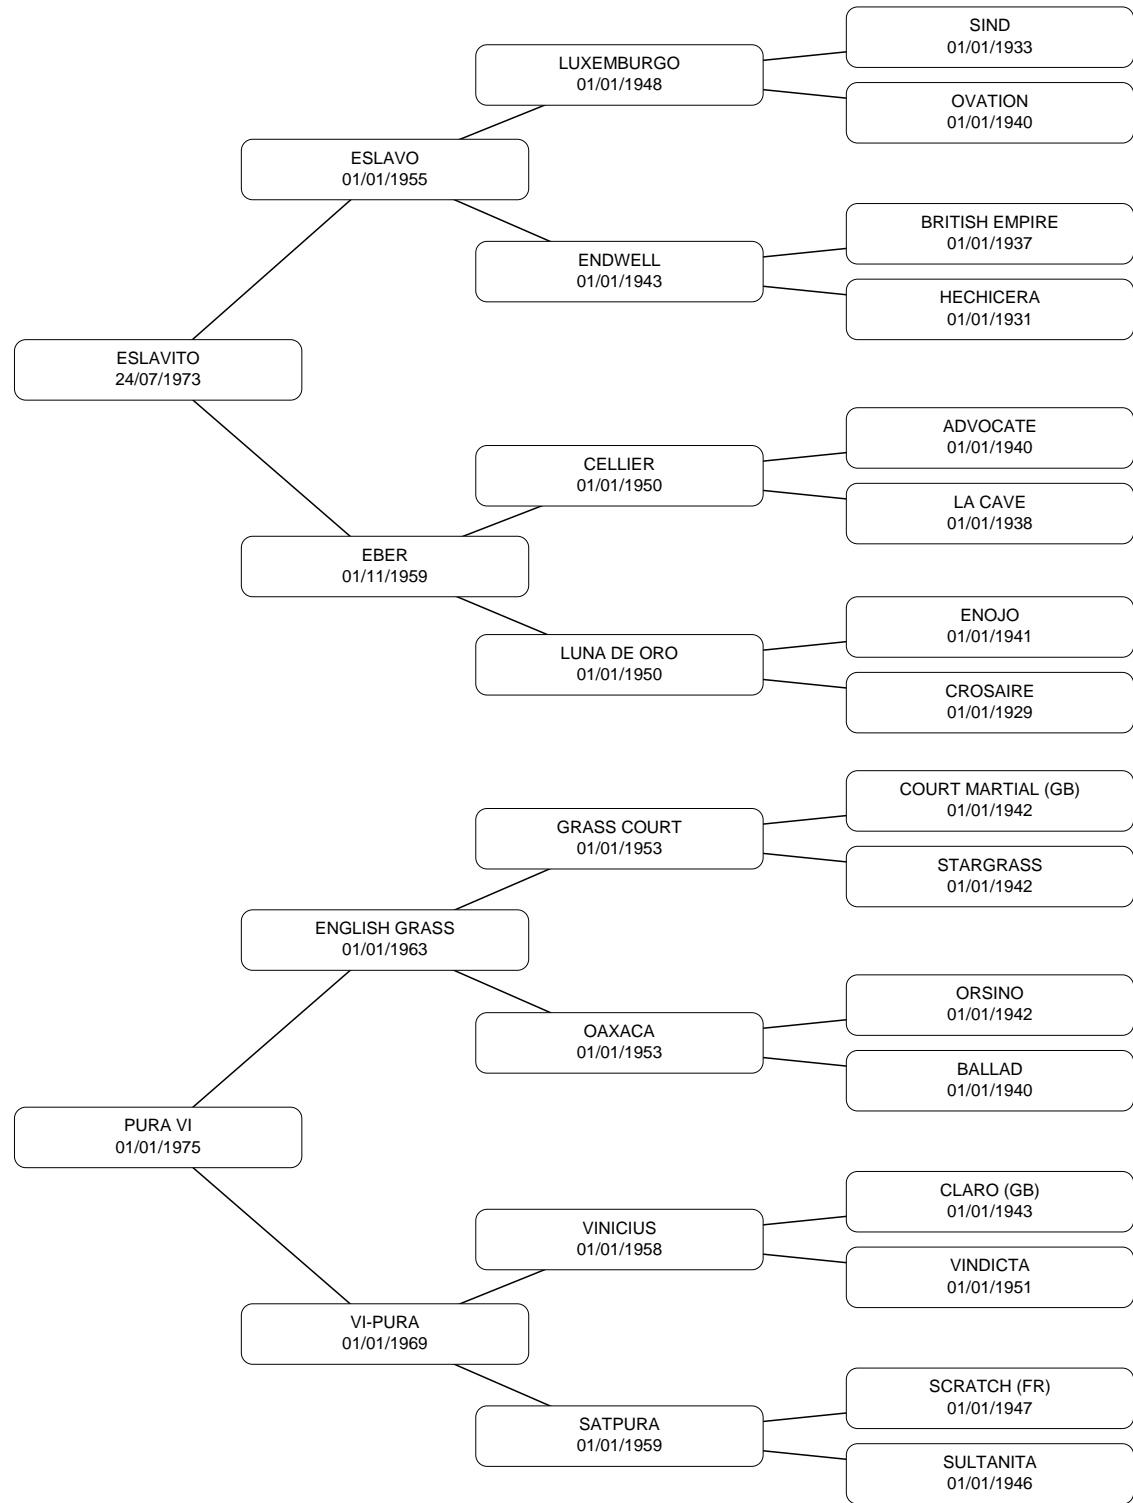 SIND
01/01/1933
LUXEMBURGO
01/01/1948
OVATION
01/01/1940
ESLAVO
01/01/1955
BRITISH EMPIRE
01/01/1937
ENDWELL
01/01/1943
HECHICERA
01/01/1931
ESLAVITO
24/07/1973
ADVOCATE
01/01/1940
CELLIER
01/01/1950
LA CAVE
01/01/1938
EBER
01/11/1959
ENOJO
01/01/1941
LUNA DE ORO
01/01/1950
CROSAIRE
01/01/1929
COURT MARTIAL (GB)
01/01/1942
GRASS COURT
01/01/1953
STARGRASS
01/01/1942
ENGLISH GRASS
01/01/1963
ORSINO
01/01/1942
OAXACA
01/01/1953
BALLAD
01/01/1940
PURA VI
01/01/1975
CLARO (GB)
01/01/1943
VINICIUS
01/01/1958
VINDICTA
01/01/1951
VI-PURA
01/01/1969
SCRATCH (FR)
01/01/1947
SATPURA
01/01/1959
SULTANITA
01/01/1946